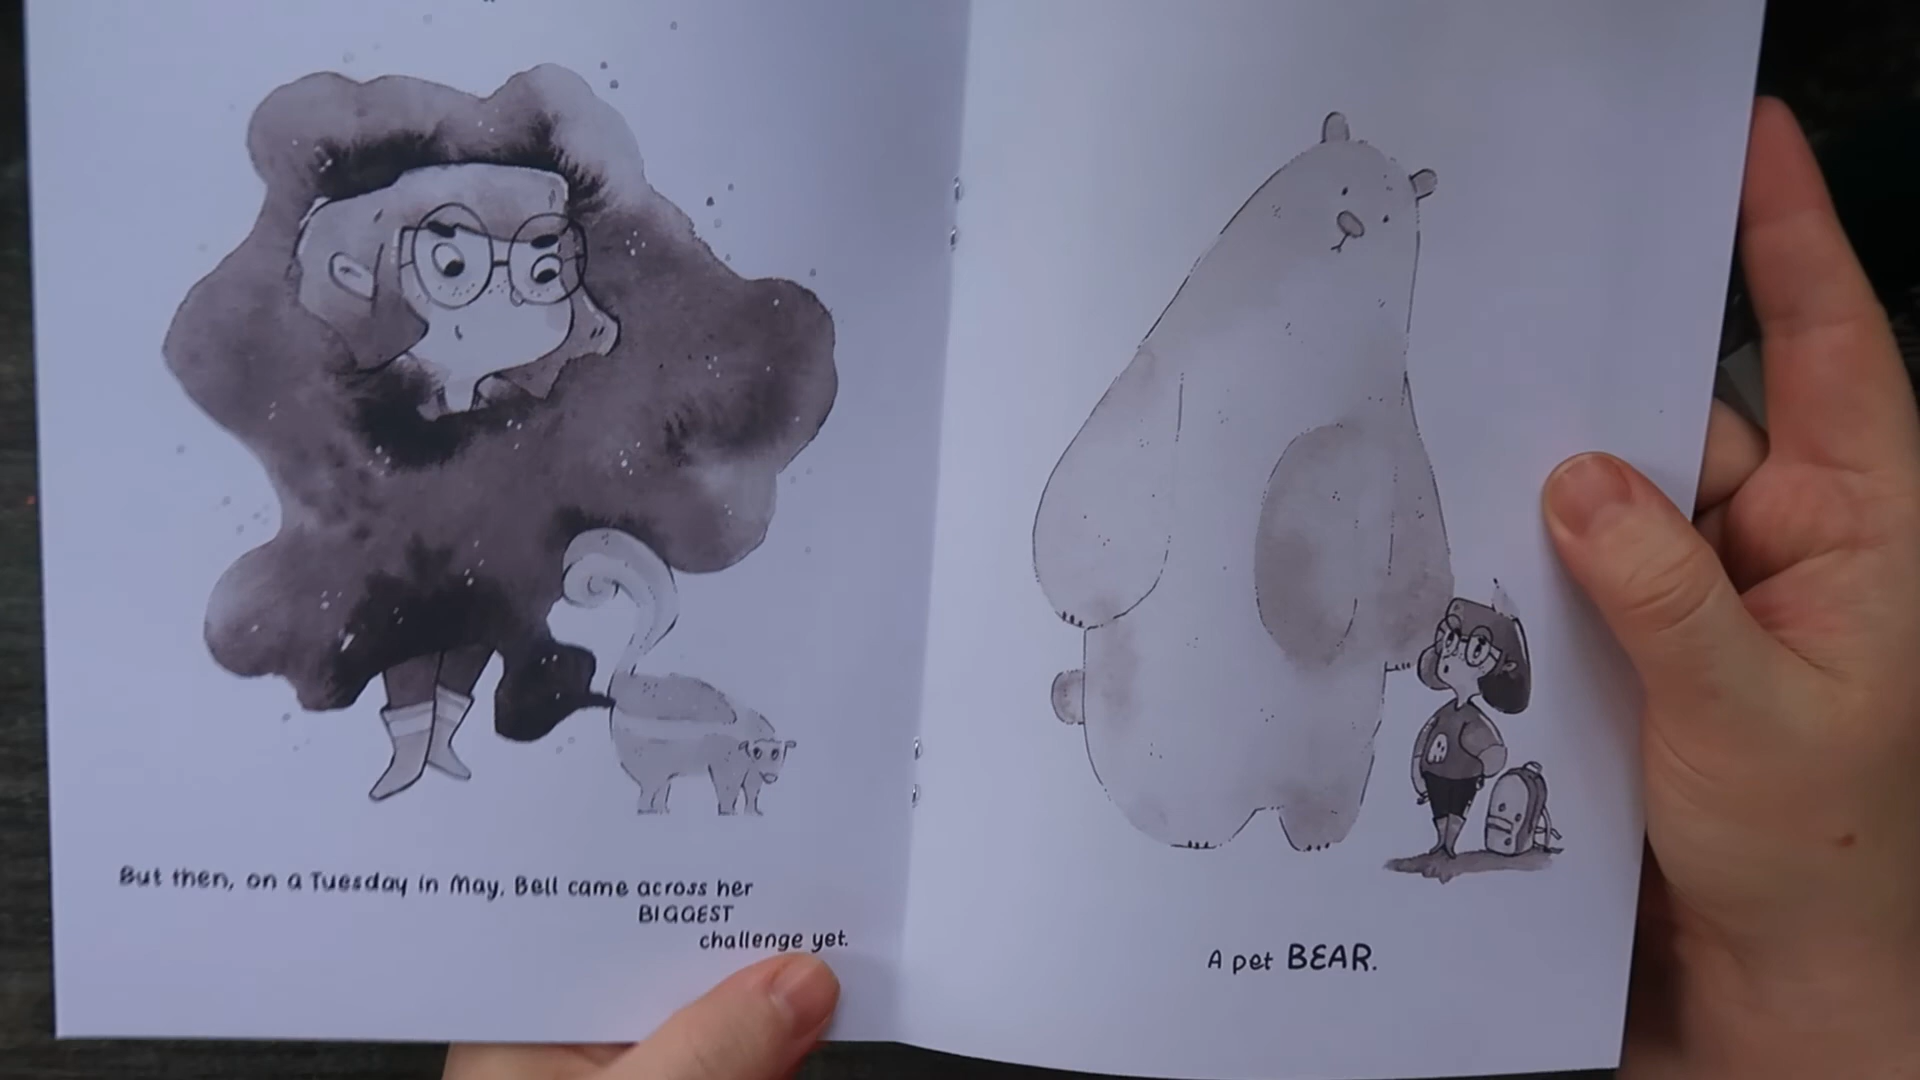 But then, on a Tuesday in May, Bell came across her
BIGGEST
challenge yet.
A pet BEAR.